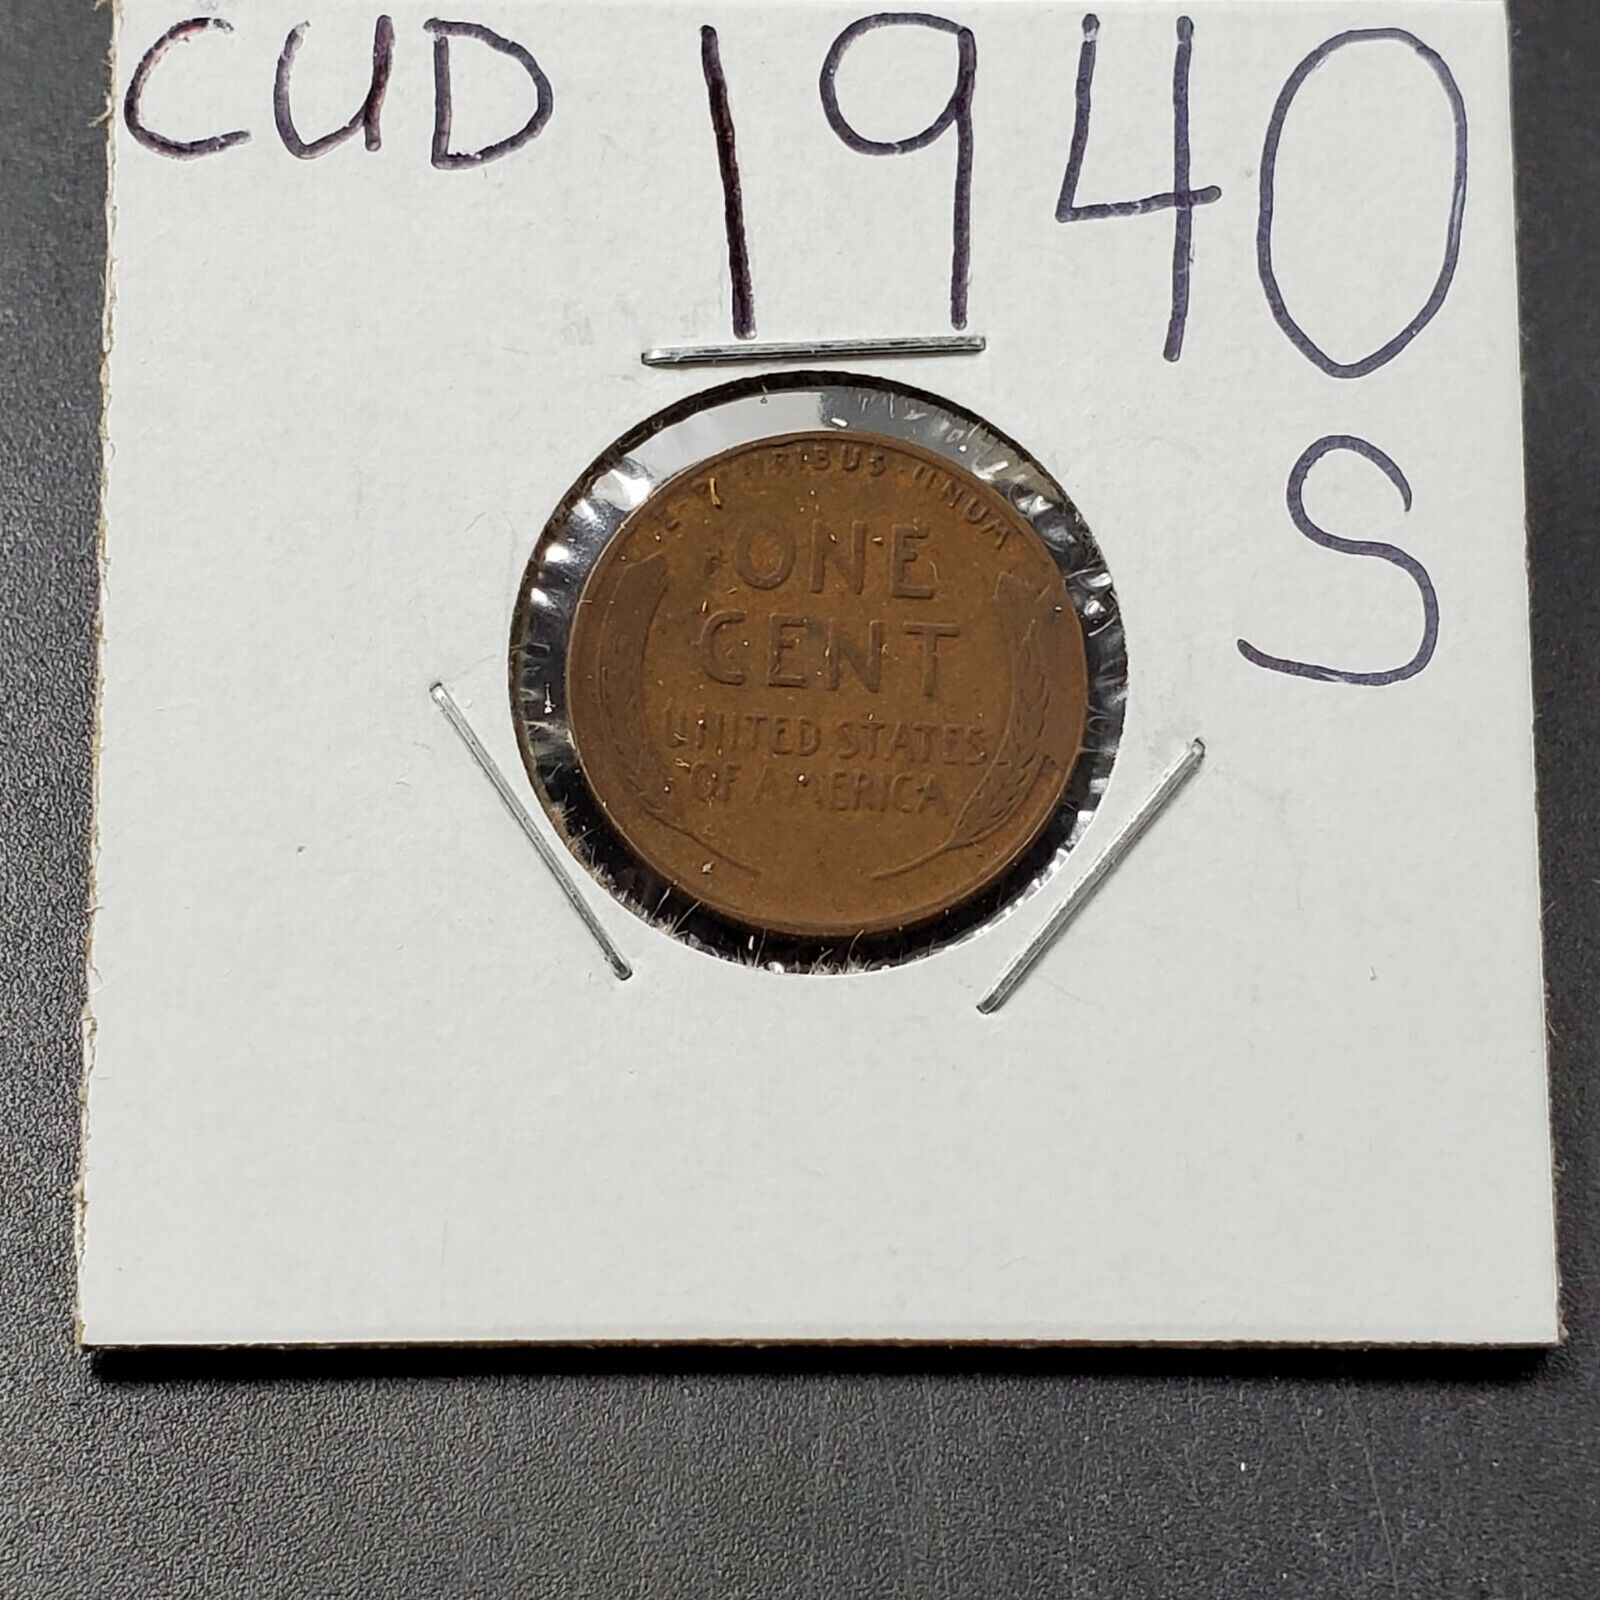 CUD 1940
S
E PLURIBUS UNUM
ONE
CENT
UNITED STATES
OF AMERICA